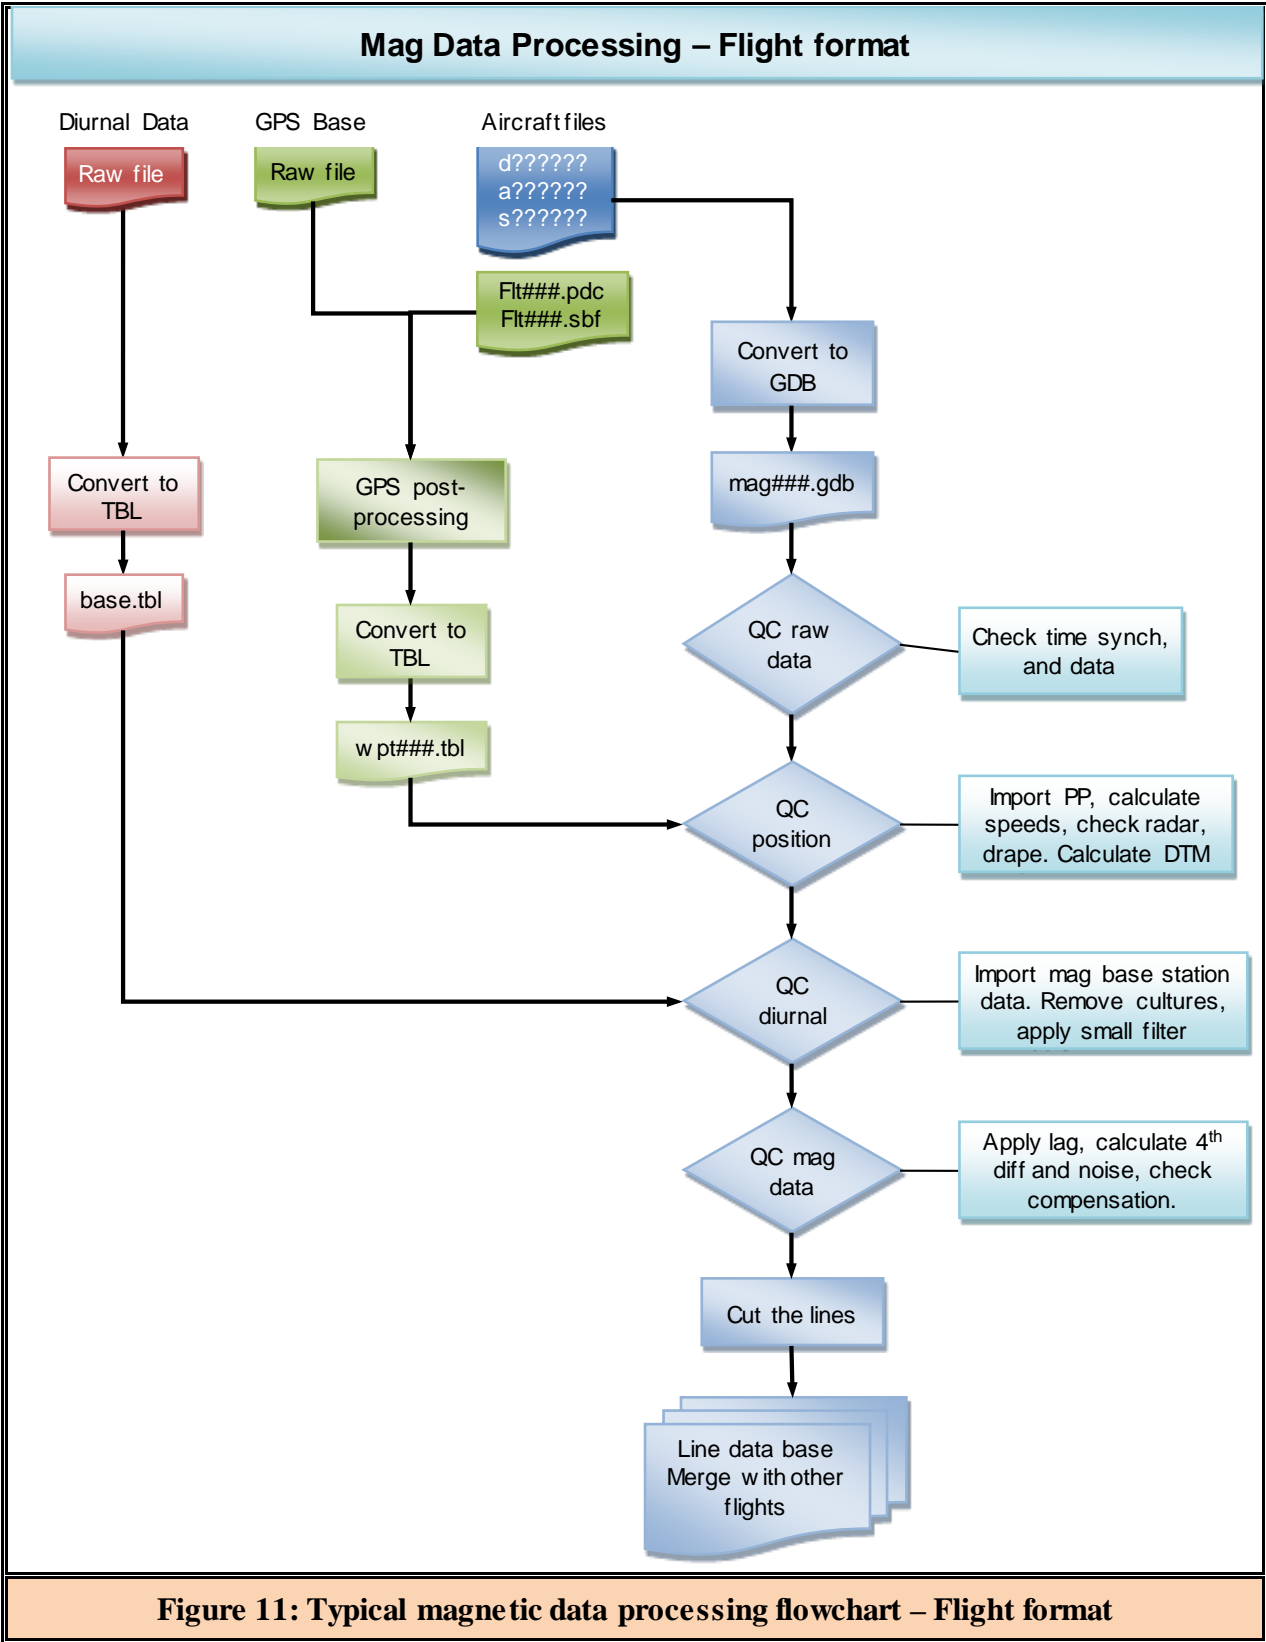 Mag Data Processing – Flight format
Diurnal Data
GPS Base
Aircraft files
Raw file
Raw file
d??????
a??????
s??????
Flt###.pdc
Flt###.sbf
Convert to
GDB
mag###.gdb
Convert to
TBL
GPS post-
processing
base.tbl
Convert to
TBL
wpt###.tbl
QC raw
data
Check time synch,
and data
QC
position
Import PP, calculate
speeds, check radar,
drape. Calculate DTM
QC
diurnal
Import mag base station
data. Remove cultures,
apply small filter
QC mag
data
Apply lag, calculate 4th
diff and noise, check
compensation.
Cut the lines
Line data base
Merge with other
flights
Figure 11: Typical magnetic data processing flowchart – Flight format